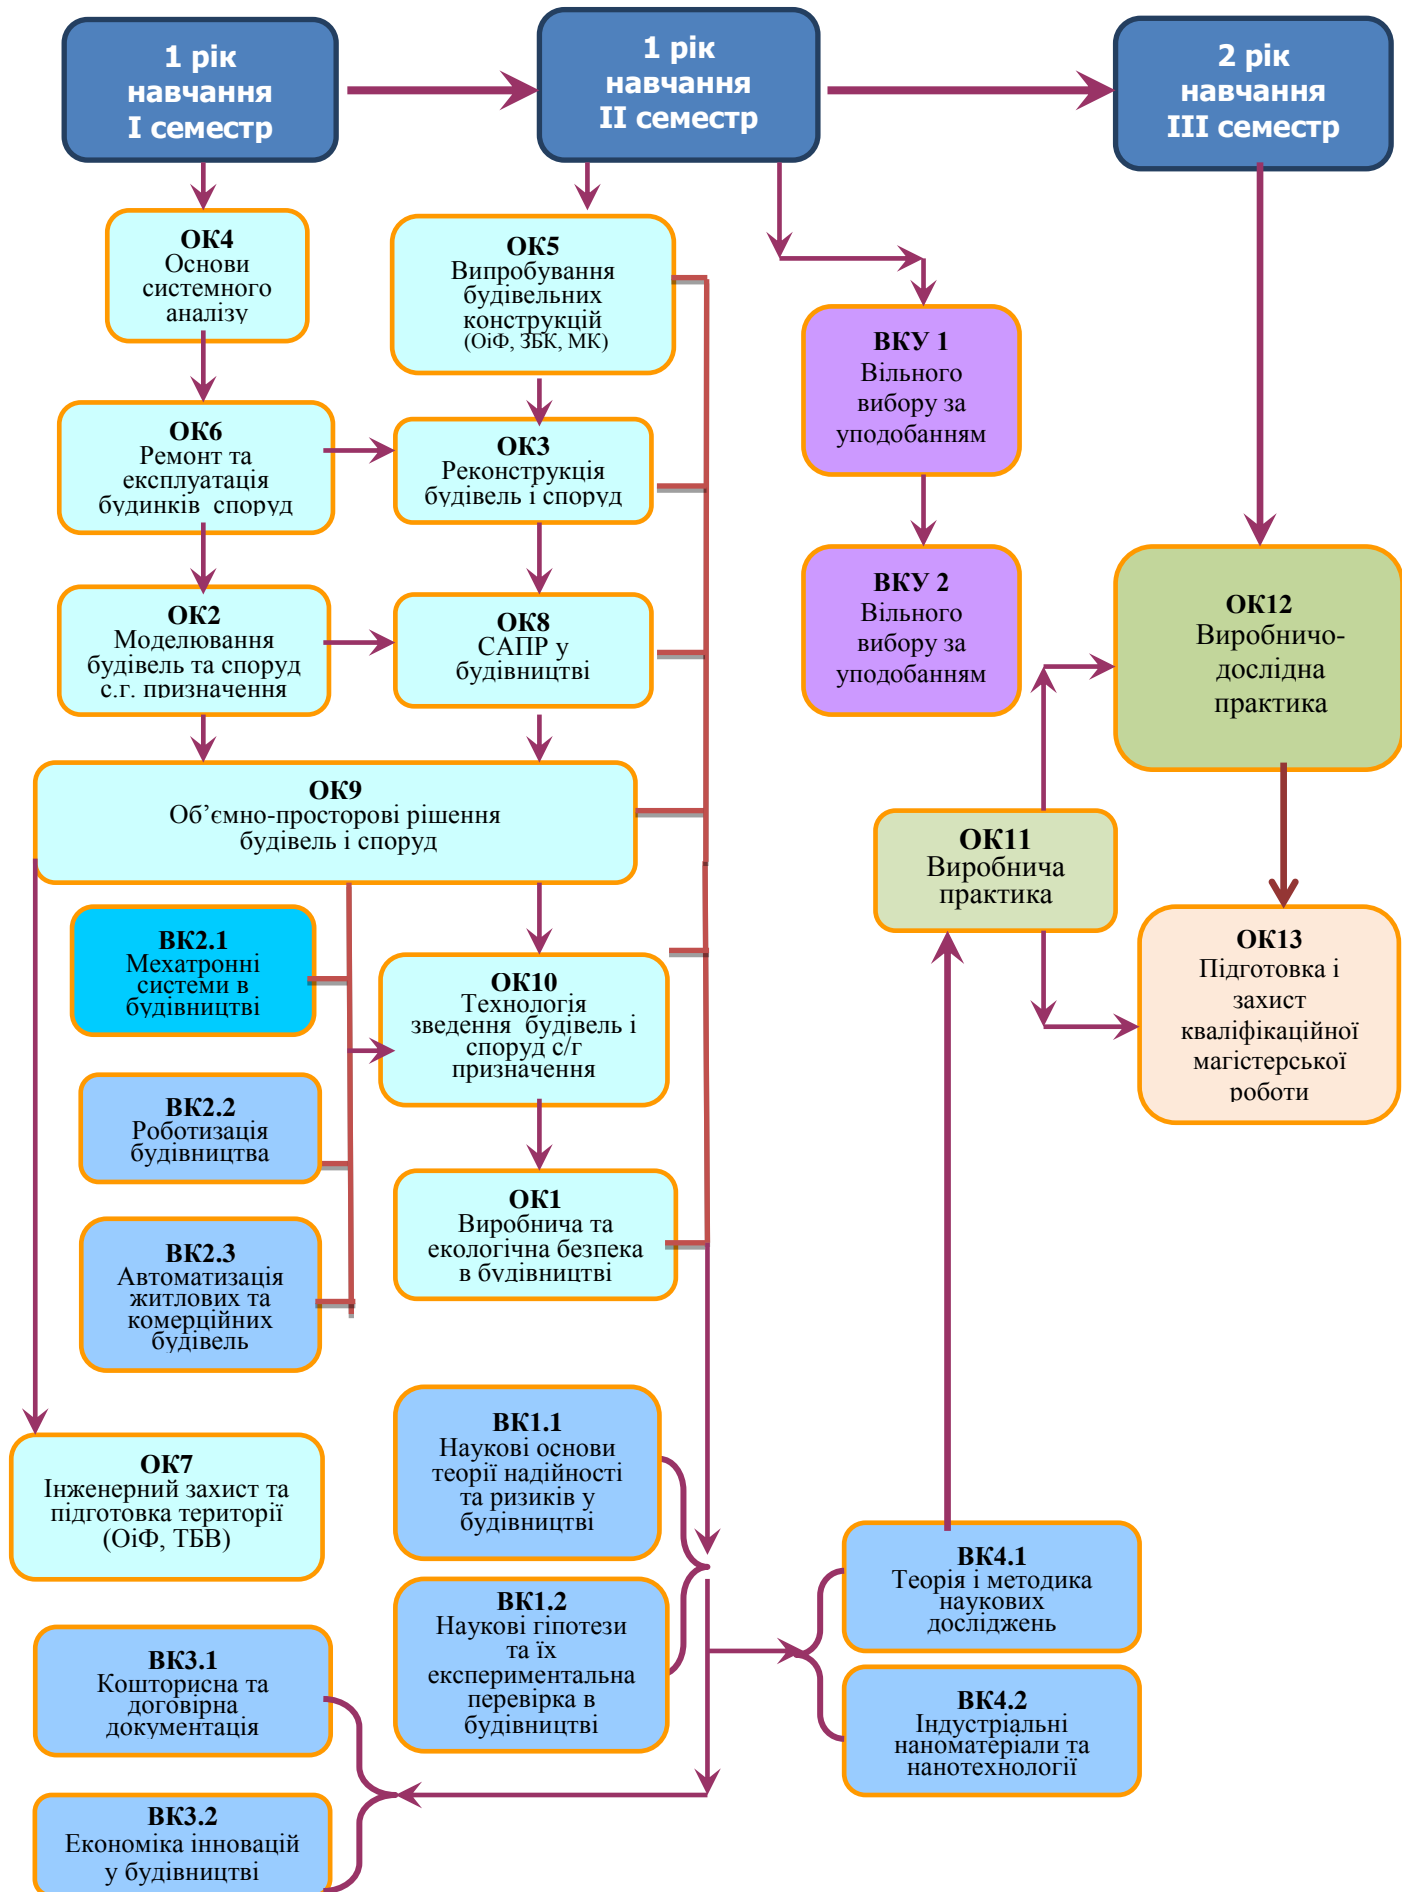 1 рік
навчання
I семестр
1 рік
навчання
II семестр
2 рік
навчання
III семестр
ОК4
Основи
системного
аналізу
ОК5
Випробування
будівельних
конструкцій
(ОіФ, ЗБК, МК)
ВКУ 1
Вільного
вибору за
уподобанням
ОК6
Ремонт та
експлуатація
будинків споруд
ОК3
Реконструкція
будівель і споруд
ВКУ 2
Вільного
вибору за
уподобанням
ОК12
Виробничо-
дослідна
практика
ОК2
Моделювання
будівель та споруд
с.г. призначення
ОК8
САПР у
будівництві
ОК9
Об’ємно-просторові рішення
будівель і споруд
ОК11
Виробнича
практика
ВК2.1
Мехатронні
системи в
будівництві
ОК10
Технологія
зведення будівель і
споруд с/г
призначення
ОК13
Підготовка і
захист
кваліфікаційної
магістерської
роботи
ВК2.2
Роботизація
будівництва
ОК1
Виробнича та
екологічна безпека
в будівництві
ВК2.3
Автоматизація
житлових та
комерційних
будівель
ВК1.1
Наукові основи
теорії надійності
та ризиків у
будівництві
ОК7
Інженерний захист та
підготовка території
(ОіФ, ТБВ)
ВК4.1
Теорія і методика
наукових
досліджень
ВК1.2
Наукові гіпотези
та їх
експериментальна
перевірка в
будівництві
ВК3.1
Кошторисна та
договірна
документація
ВК4.2
Індустріальні
наноматеріали та
нанотехнології
ВК3.2
Економіка інновацій
у будівництві